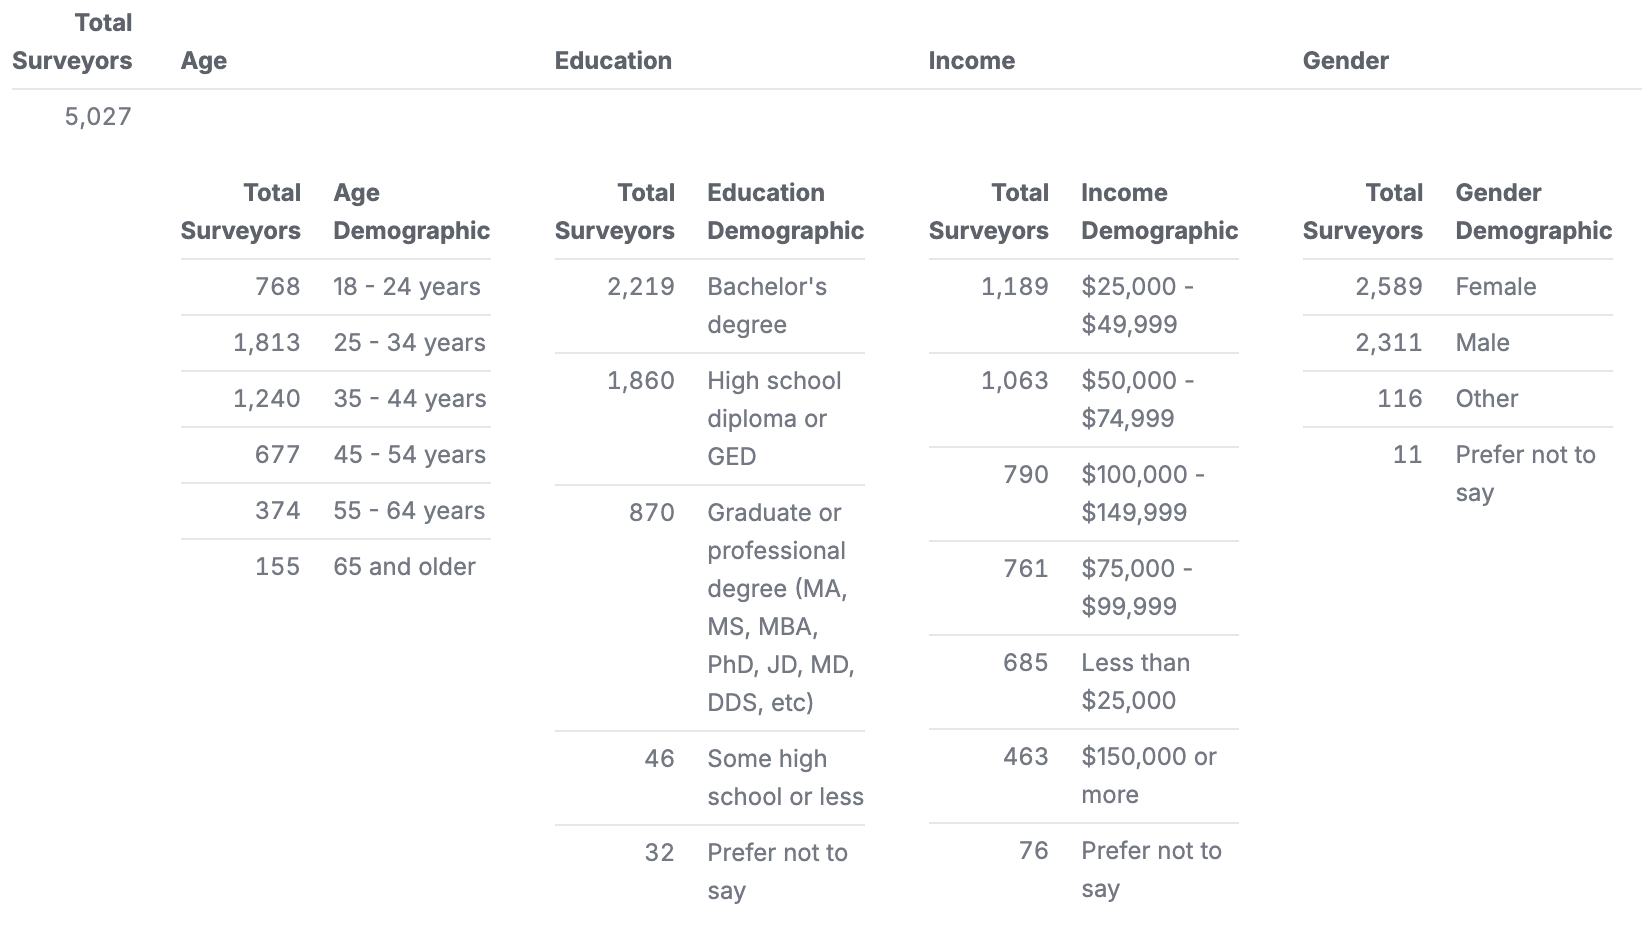 Total
Surveyors Age Education Income Gender
5,027
Total Age
Surveyors Demographic
768 18 - 24 years
1,813 25 - 34 years
1,240 35 - 44 years
677 45 - 54 years
374 55 - 64 years
155 65 and older
Total Education
Surveyors Demographic
2,219 Bachelor's
degree
1,860 High school
diploma or
GED
870 Graduate or
professional
degree (MA,
MS, MBA,
PhD, JD, MD,
DDS, etc)
46 Some high
school or less
32 Prefer not to
say
Total Income
Surveyors Demographic
1,189 $25,000 -
$49,999
1,063 $50,000 -
$74,999
790 $100,000 -
$149,999
761 $75,000 -
$99,999
685 Less than
$25,000
463 $150,000 or
more
76 Prefer not to
say
Total Gender
Surveyors Demographic
2,589 Female
2,311 Male
116 Other
11 Prefer not to
say